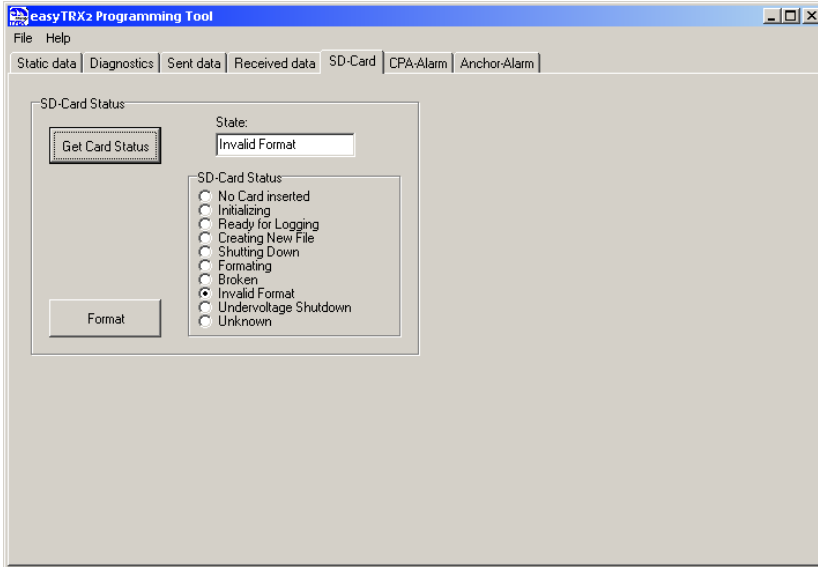 easyTRX2 Programming Tool
File Help
Static data Diagnostics Sent data Received data SD-Card CPA-Alarm Anchor-Alarm
SD-Card Status
Get Card Status
State:
Invalid Format
SD-Card Status
No Card inserted
Initializing
Ready for Logging
Creating New File
Shutting Down
Formating
Broken
Invalid Format
Undervoltage Shutdown
Unknown
Format